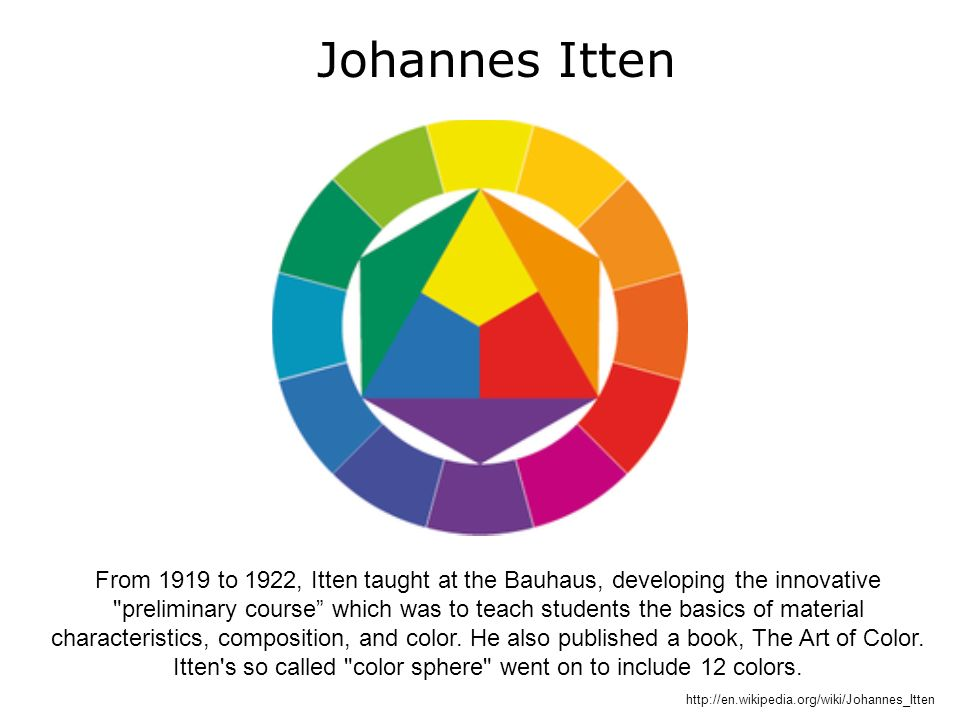 Johannes Itten
From 1919 to 1922, Itten taught at the Bauhaus, developing the innovative
"preliminary course” which was to teach students the basics of material
characteristics, composition, and color. He also published a book, The Art of Color.
Itten's so called "color sphere" went on to include 12 colors.
http://en.wikipedia.org/wiki/Johannes_Itten